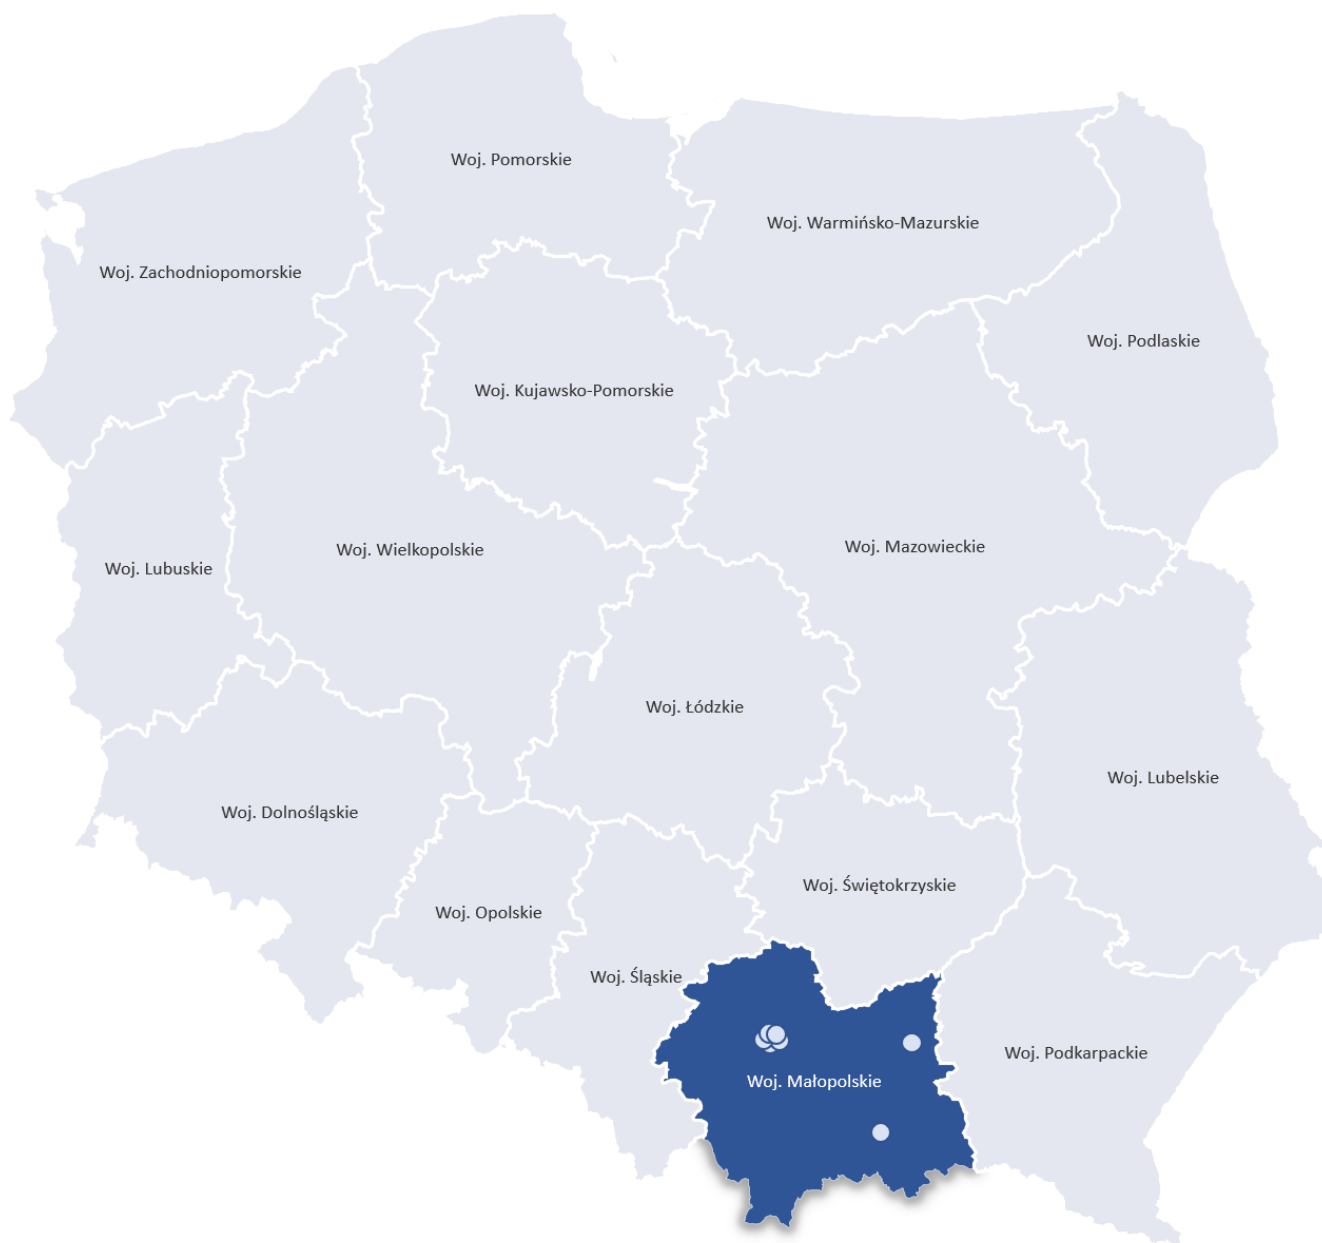 Woj. Pomorskie
Woj. Warmińsko-Mazurskie
Woj. Zachodniopomorskie
Woj. Podlaskie
Woj. Kujawsko-Pomorskie
Woj. Mazowieckie
Woj. Wielkopolskie
Woj. Lubuskie
Woj. Łódzkie
Woj. Lubelskie
Woj. Dolnośląskie
Woj. Świętokrzyskie
Woj. Opolskie
Woj. Śląskie
Woj. Podkarpackie
Woj. Małopolskie